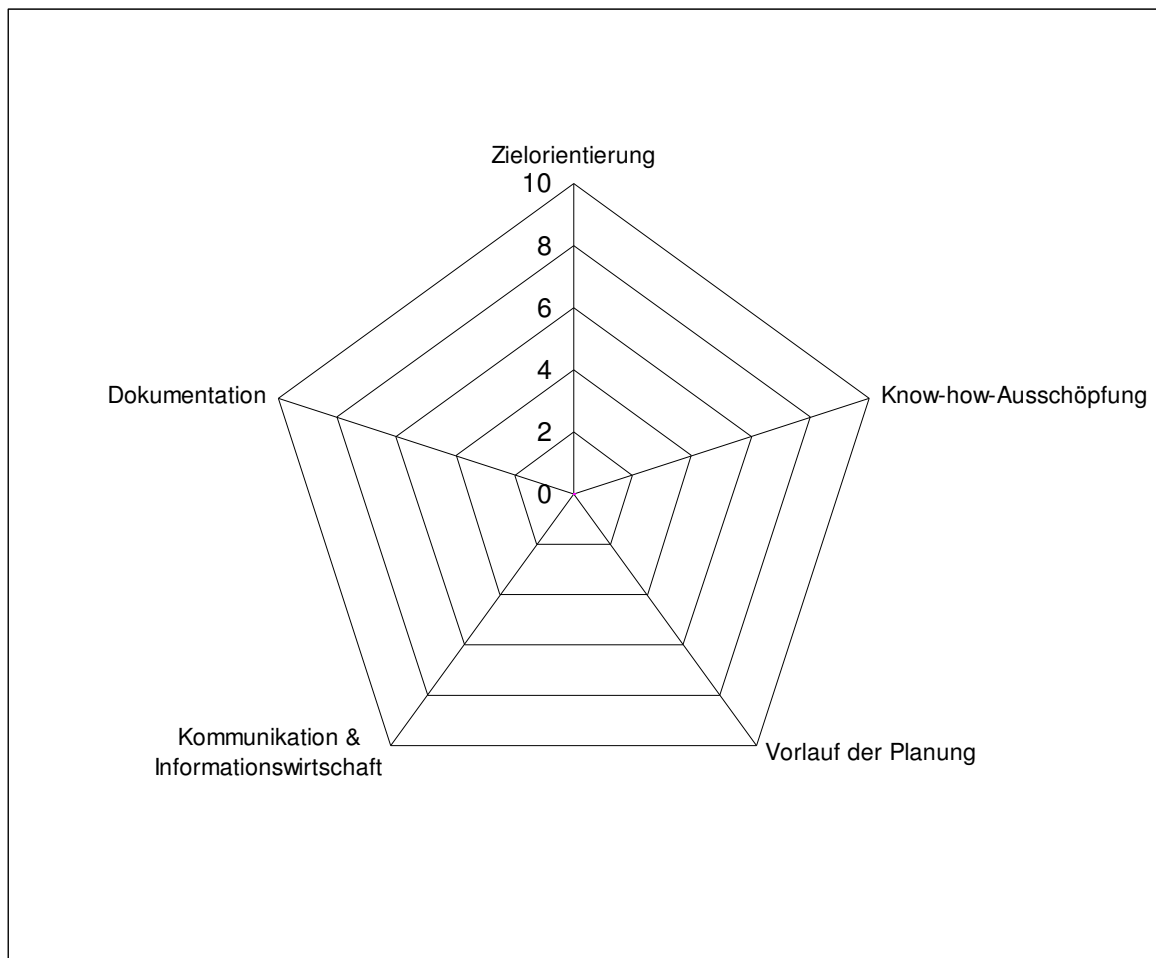 Zielorientierung
10
8
6
4
2
0
Dokumentation
Know-how-Ausschöpfung
Kommunikation &
Informationswirtschaft
Vorlauf der Planung